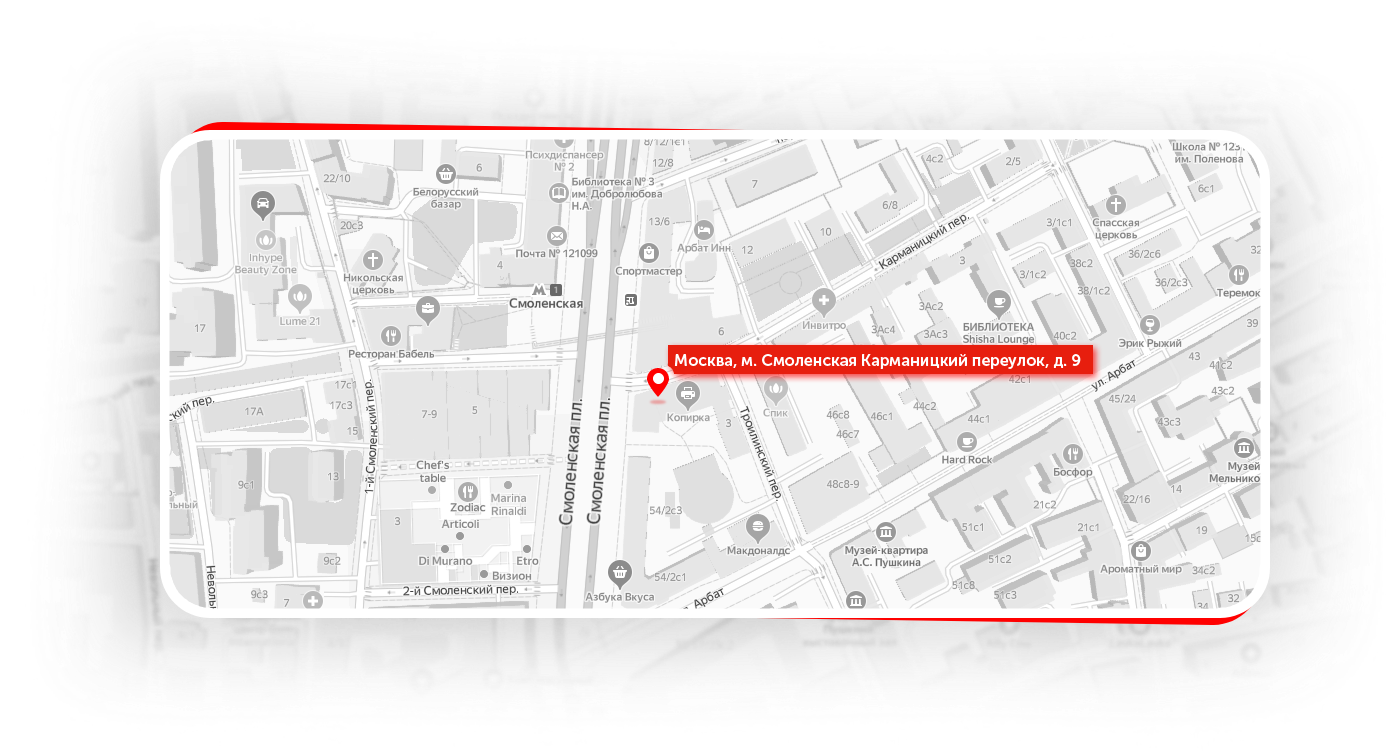 8/12/1с1
Школа № 123
им. Поленова
Психдиспансер
№ 2
12/8
4с2
2/5
6
22/10
7
Библиотека № 3
им. Добролюбова
Н.А.
6с1
Белорусский
базар
6/8
20с3
13/6
3/1с1
Спасская
церковь
10
Карманицкий пер.
Арбат Инн
12
Inhype
Beauty Zone
Почта № 121099
36/2с6
32
4
38с2
3
Спортмастер
3/1с2
Никольская
церковь
36/2с3
38/1с2
Теремок
1
Смоленская
3Ас2
Lume 21
Инвитро
БИБЛИОТЕКА
Shisha Lounge
17
6
3Ас4
3Ас3
40с2
39
Эрик Рыжий
Ресторан Бабель
Москва, м. Смоленская Карманицкий переулок, д. 9
43
41с2
ул. Арбат
42с1
17с1
43с2
ский пер.
17А
17с3
7-9
5
Копирка
Спик
46с8
46с1
44с2
45/24
44с1
3
43с3
15
46с7
1-й Смоленский пер.
Смоленская пл.
Смоленская пл.
Троилинский пер.
Hard Rock
Chef's
table
Босфор
Музей
Мельнико
13
9с1
48с8-9
14
22/16
Marina
Rinaldi
Zodiac
льный
21с2
54/2с3
3
Articoli
51с1
21с1
19
15с
Макдоналдс
Музей-квартира
А.С. Пушкина
9с2
Di Murano
Etro
51с2
Ароматный мир
34с2
Визион
54/2с1
51с8
Неволы
9с3
7
2-й Смоленский пер.
Азбука Вкуса
л. Арбат
51с3
34
32